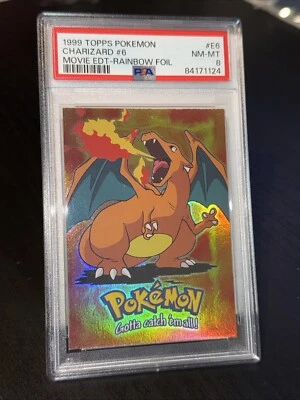 1999 TOPPS POKEMON #E6
CHARIZARD #6 NM-MT
MOVIE EDT-RAINBOW FOIL 8
PSA 84171124
POKéMON
Gotta catch 'em all!